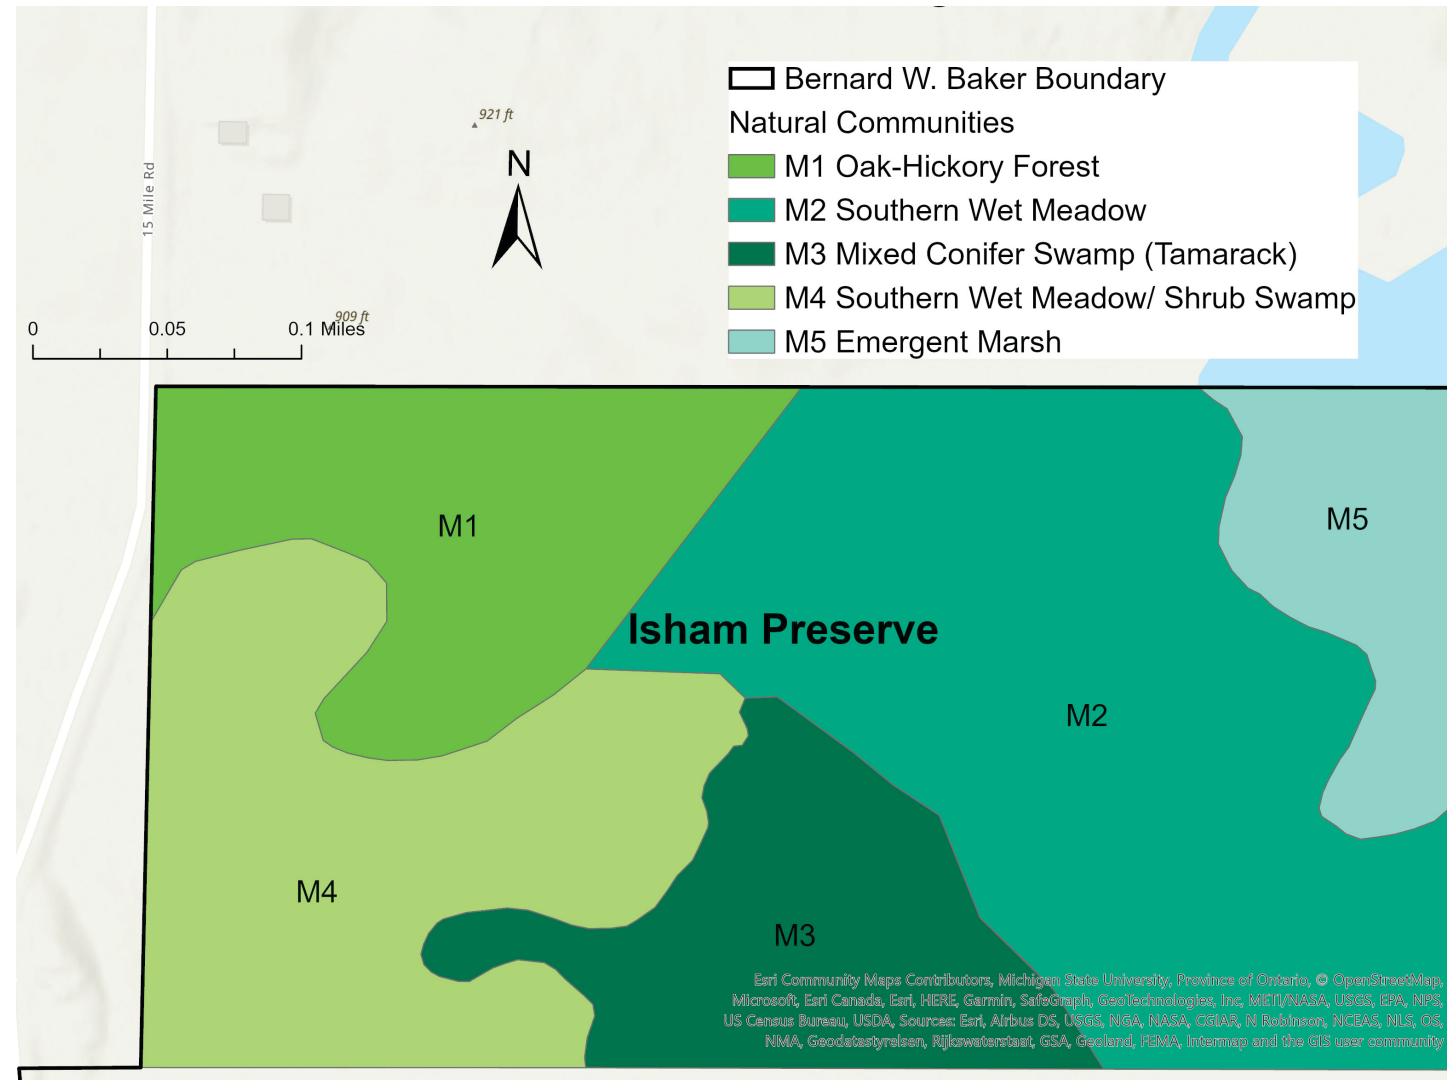 Bernard W. Baker Boundary
Natural Communities
M1 Oak-Hickory Forest
M2 Southern Wet Meadow
M3 Mixed Conifer Swamp (Tamarack)
M4 Southern Wet Meadow/ Shrub Swamp
M5 Emergent Marsh
921 ft
N
15 Mile Rd
909 ft
0 0.05 0.1 Miles
M1
M5
Isham Preserve
M2
M4
M3
Esri Community Maps Contributors, Michigan State University, Province of Ontario, © OpenStreetMap,
Microsoft, Esri Canada, Esri, HERE, Garmin, SafeGraph, GeoTechnologies, Inc, METI/NASA, USGS, EPA, NPS,
US Census Bureau, USDA, Sources: Esri, Airbus DS, USGS, NGA, NASA, CGIAR, N Robinson, NCEAS, NLS, OS,
NMA, Geodatastyrelsen, Rijkswaterstaat, GSA, Geoland, FEMA, Intermap and the GIS user community